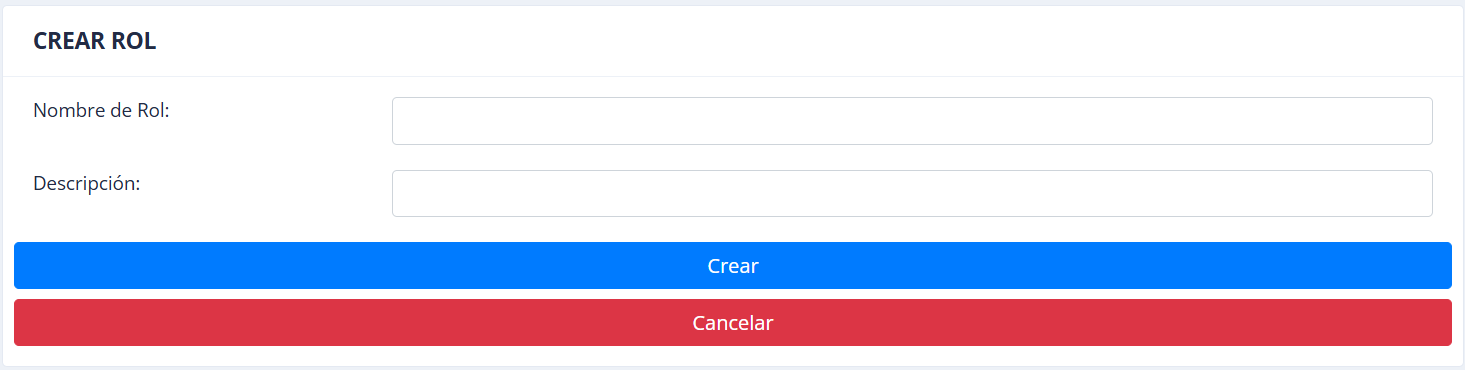 CREAR ROL
Nombre de Rol:
Descripción:
Crear
Cancelar